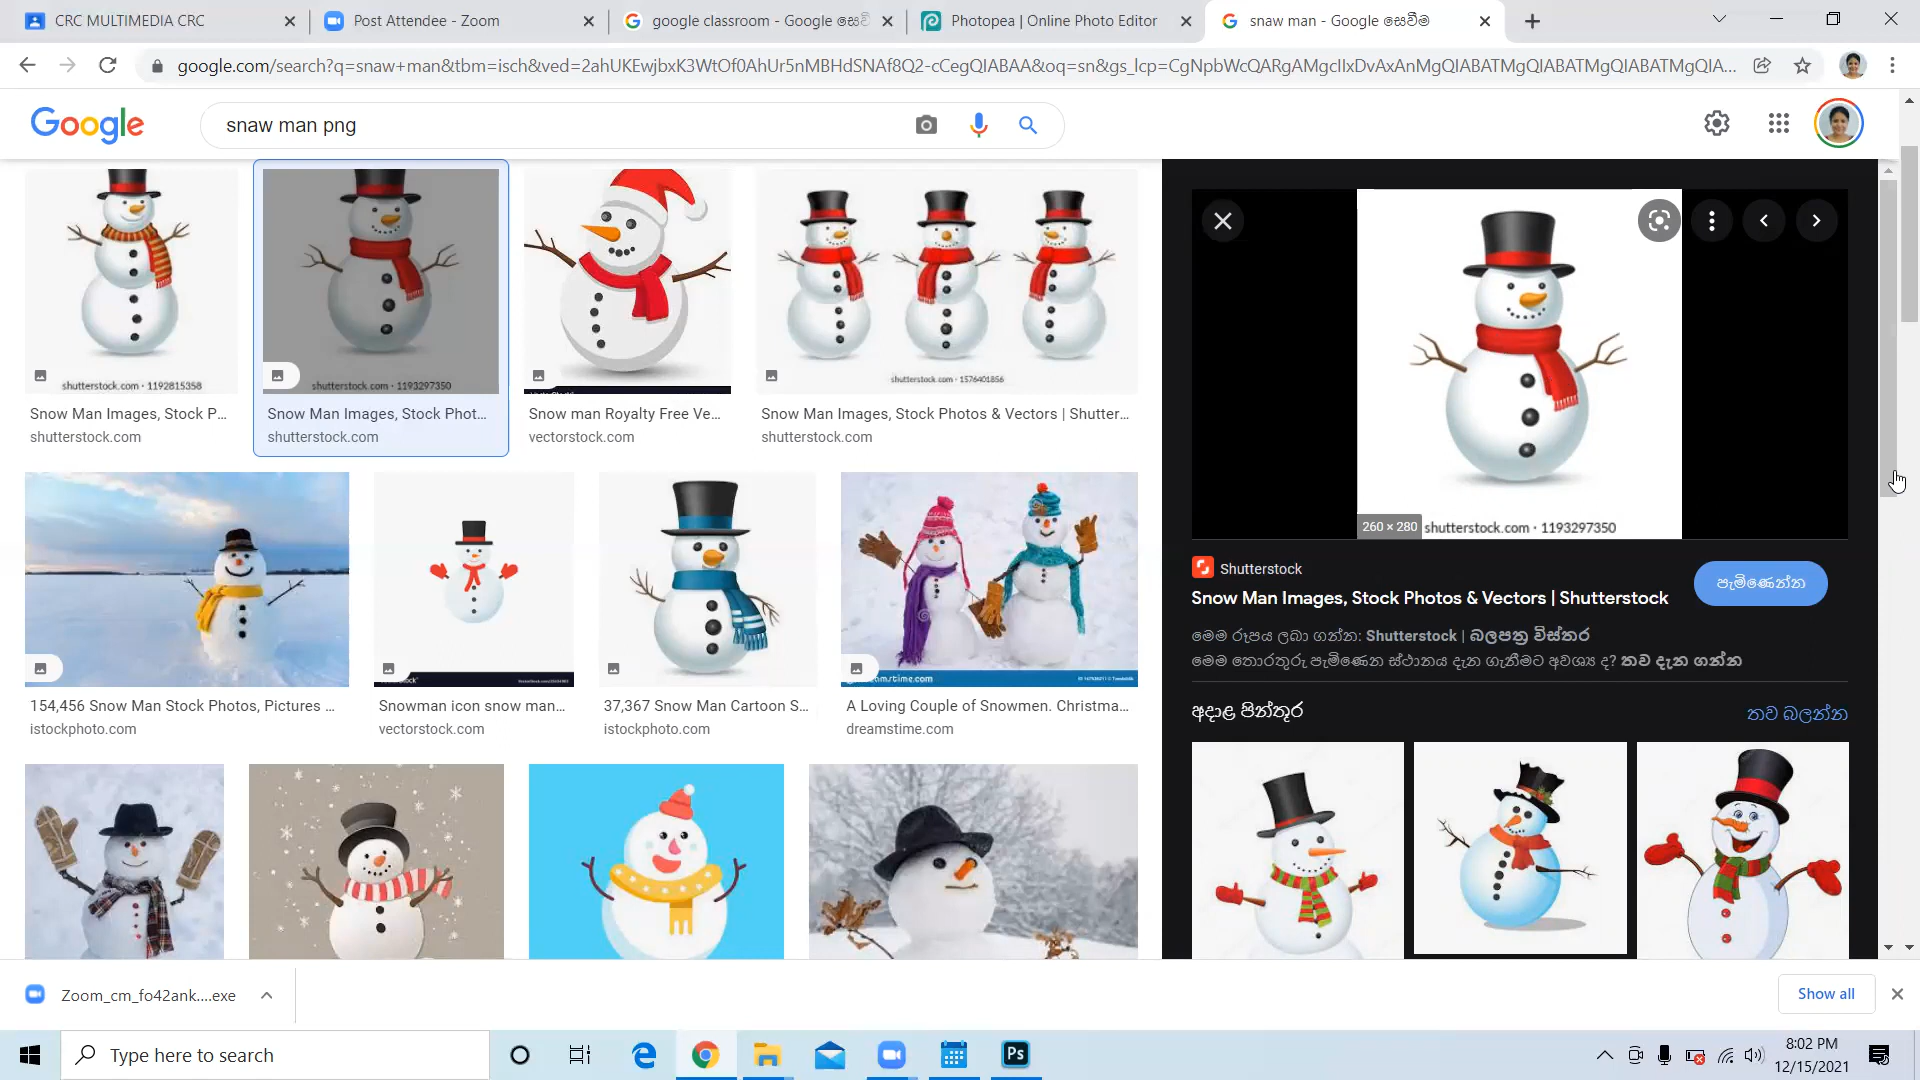 CRC MULTIMEDIA CRC
Post Attendee - Zoom
google classroom - Google සෙවී
Photopea | Online Photo Editor
snaw man - Google සෙවීම
google.com/search?q=snaw+man&tbm=isch&ved=2ahUKEwjbxK3WtOf0AhUr5nMBHdSNAf8Q2-cCegQIABAA&oq=sn&gs_lcp=CgNpbWcQARgAMgcIIxDvAxAnMgQIABATMgQIABATMgQIABATMgQIA...
Google
snaw man png
shutterstock.com · 1192815358
shutterstock.com · 1193297350
shutterstock.com · 1576401856
Snow Man Images, Stock P...
shutterstock.com
Snow Man Images, Stock Phot...
shutterstock.com
Snow man Royalty Free Ve...
vectorstock.com
Snow Man Images, Stock Photos & Vectors | Shutter...
shutterstock.com
154,456 Snow Man Stock Photos, Pictures ...
istockphoto.com
Snowman icon snow man...
vectorstock.com
37,367 Snow Man Cartoon S...
istockphoto.com
A Loving Couple of Snowmen. Christma...
dreamstime.com
260 × 280
shutterstock.com · 1193297350
Shutterstock
Snow Man Images, Stock Photos & Vectors | Shutterstock
පැමිණෙන්න
මෙම රූපය ලබා ගන්න: Shutterstock | බලපත්‍ර විස්තර
මෙම තොරතුරු පැමිණෙන ස්ථානය දැන ගැනීමට අවශ්‍ය ද? තව දැන ගන්න
අදාළ පින්තූර
තව බලන්න
Zoom_cm_fo42ank....exe
Show all
Type here to search
Ps
8:02 PM
12/15/2021